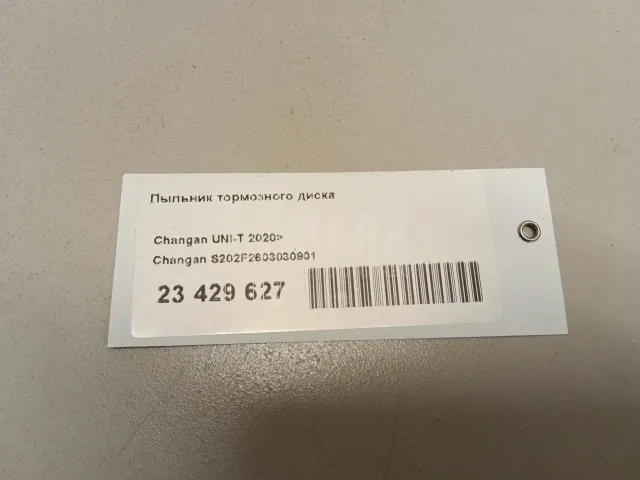 Пыльник тормозного диска
Changan UNI-T 2020>
Changan S202F2603030901
23 429 627